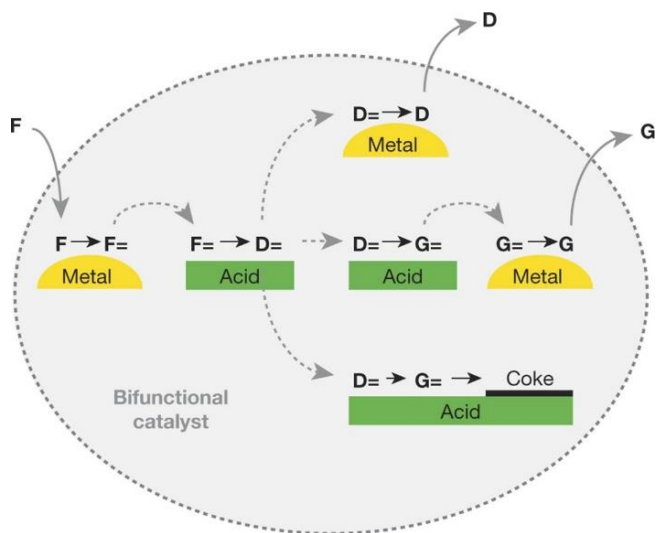 D
D= → D
Metal
F
G
F → F=
Metal
F= → D=
Acid
D= → G=
Acid
G= → G
Metal
D= → G= → Coke
Acid
Bifunctional
catalyst